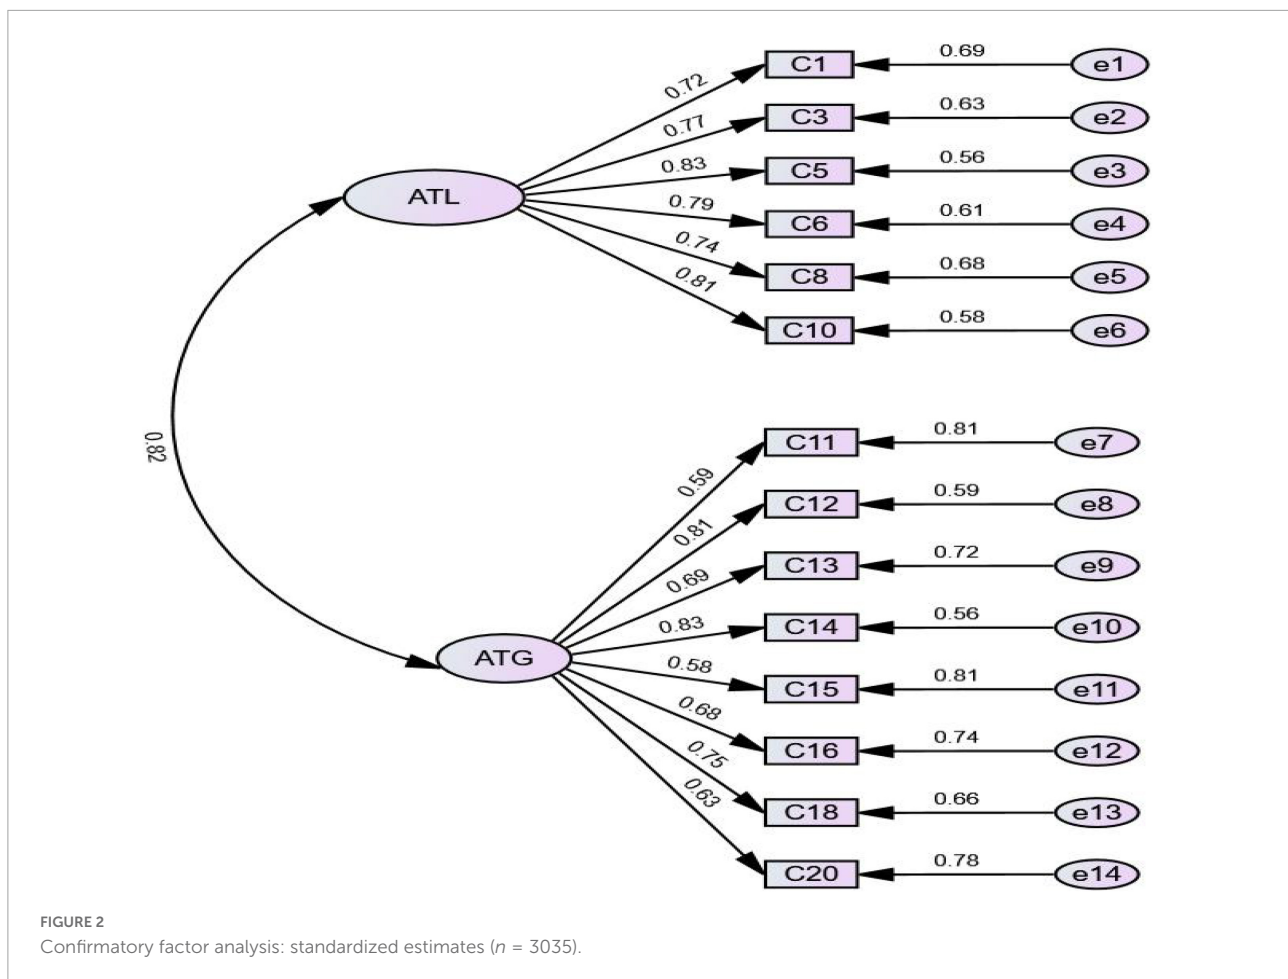 0.72 C1 0.69 e1
0.77 C3 0.63 e2
0.83 C5 0.56 e3
ATL
0.79 C6 0.61 e4
0.74 C8 0.68 e5
0.81 C10 0.58 e6
0.82
0.59 C11 0.81 e7
0.81 C12 0.59 e8
0.69 C13 0.72 e9
0.83 C14 0.56 e10
ATG
0.58 C15 0.81 e11
0.68 C16 0.74 e12
0.75 C18 0.66 e13
0.63 C20 0.78 e14
FIGURE 2
Confirmatory factor analysis: standardized estimates (n = 3035).